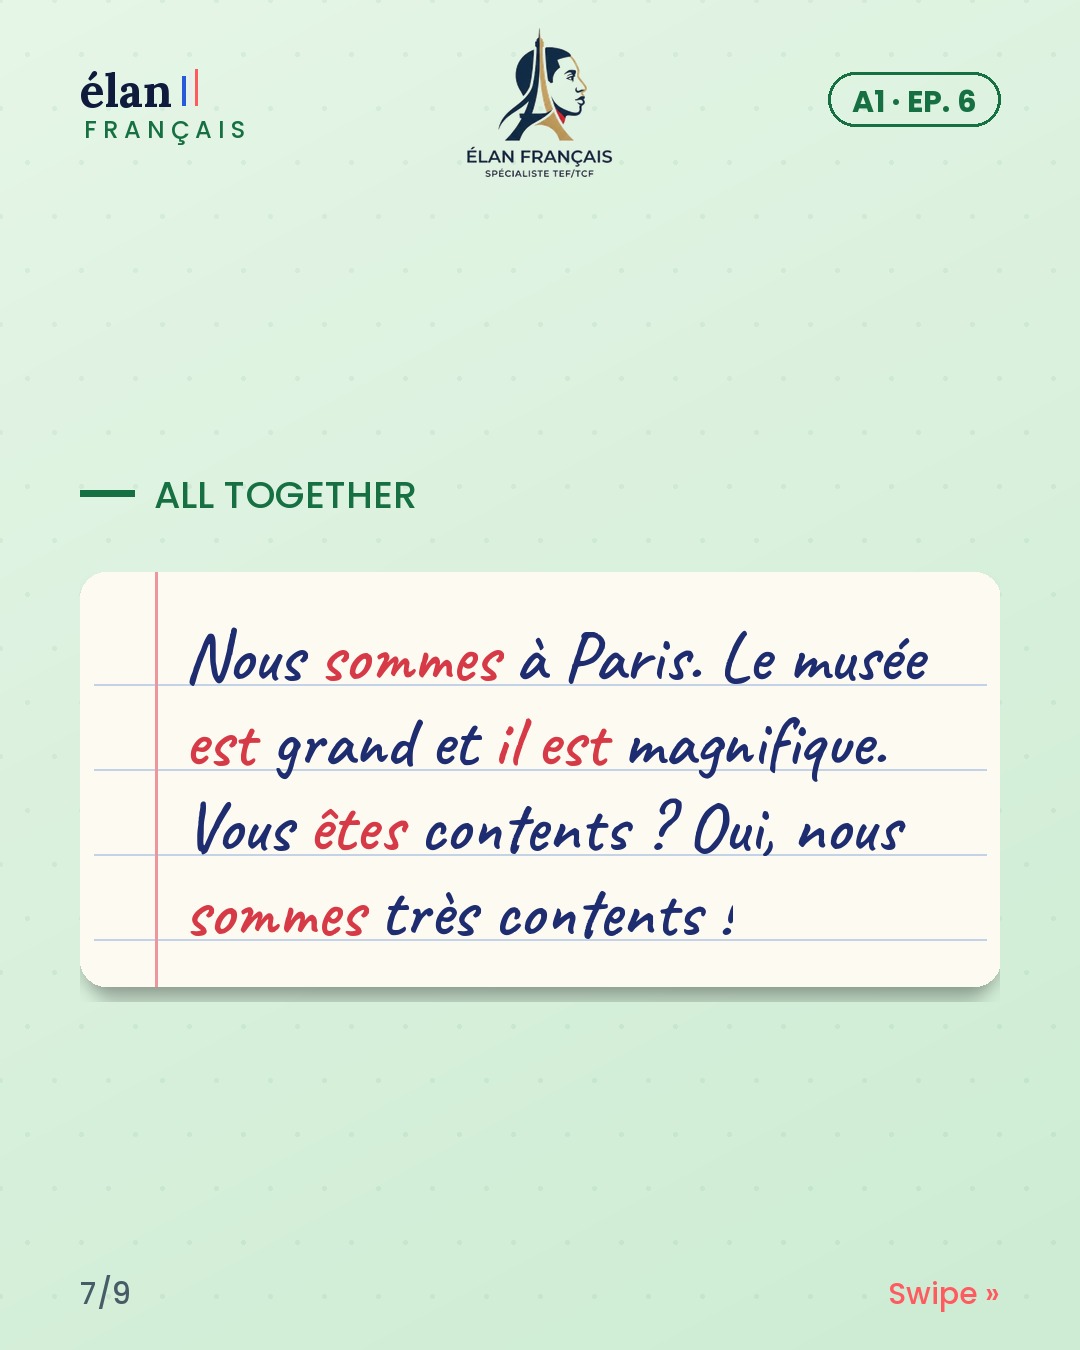 élan
FRANÇAIS
ÉLAN FRANÇAIS
SPÉCIALISTE TEF/TCF
A1 · EP. 6
ALL TOGETHER
Nous sommes à Paris. Le musée
est grand et il est magnifique.
Vous êtes contents ? Oui, nous
sommes très contents !
7/9
Swipe »